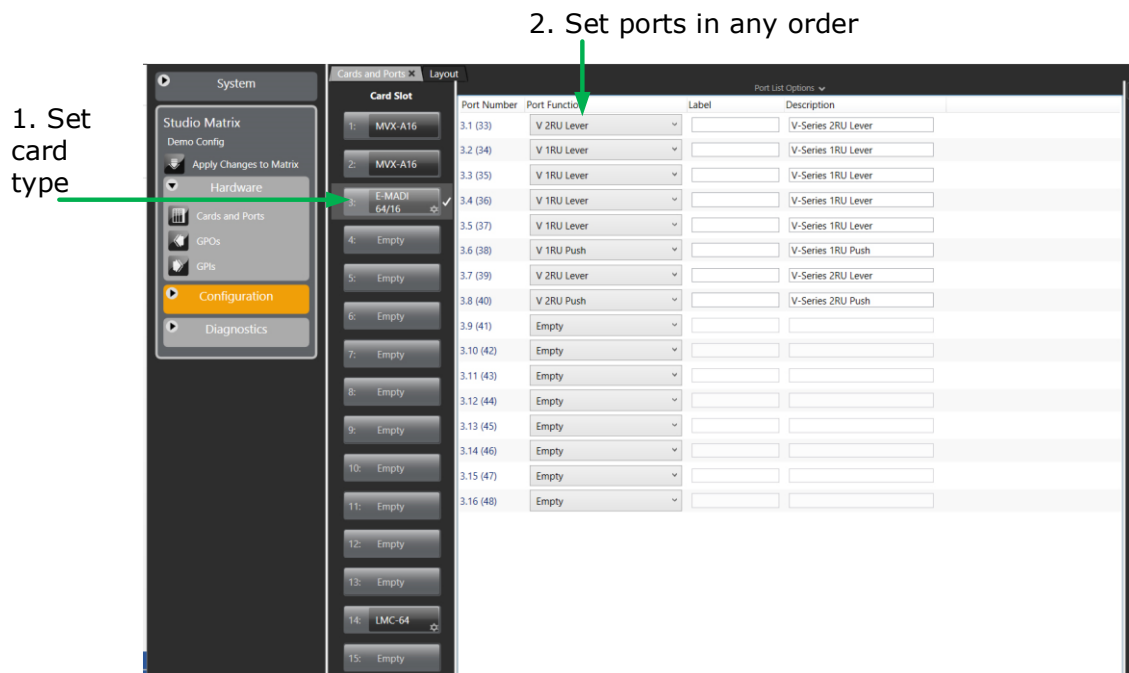 2. Set ports in any order
1. Set
card
type
System
Studio Matrix
Demo Config
Apply Changes to Matrix
Hardware
Cards and Ports
GPOs
GPIs
Configuration
Diagnostics
Cards and Ports Layout
Card Slot
1: MVX-A16
2: MVX-A16
3: E-MADI
64/16
4: Empty
5: Empty
6: Empty
7: Empty
8: Empty
9: Empty
10: Empty
11: Empty
12: Empty
13: Empty
14: LMC-64
15: Empty
Port List Options
Port Number Port Function Label Description
3.1 (33) V 2RU Lever V-Series 2RU Lever
3.2 (34) V 1RU Lever V-Series 1RU Lever
3.3 (35) V 1RU Lever V-Series 1RU Lever
3.4 (36) V 1RU Lever V-Series 1RU Lever
3.5 (37) V 1RU Lever V-Series 1RU Lever
3.6 (38) V 1RU Push V-Series 1RU Push
3.7 (39) V 2RU Lever V-Series 2RU Lever
3.8 (40) V 2RU Push V-Series 2RU Push
3.9 (41) Empty
3.10 (42) Empty
3.11 (43) Empty
3.12 (44) Empty
3.13 (45) Empty
3.14 (46) Empty
3.15 (47) Empty
3.16 (48) Empty